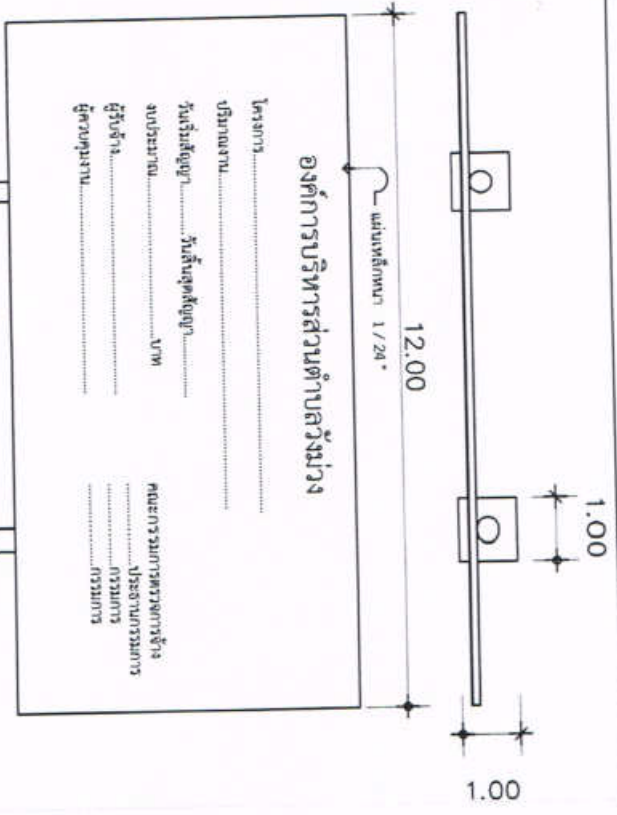 1.00
1.00
12.00
แผ่นเหล็กหนา 1/24"
องค์การบริหารส่วนตำบลวังม่วง
โครงการ................................................
ปริมาณงาน................................................
วันเริ่มสัญญา....................วันสิ้นสุดสัญญา....................
งบประมาณ....................บาท
ผู้รับจ้าง................................................
ผู้ควบคุมงาน................................................
คณะกรรมการตรวจการจ้าง
....................ประธานกรรมการ
....................กรรมการ
....................กรรมการ